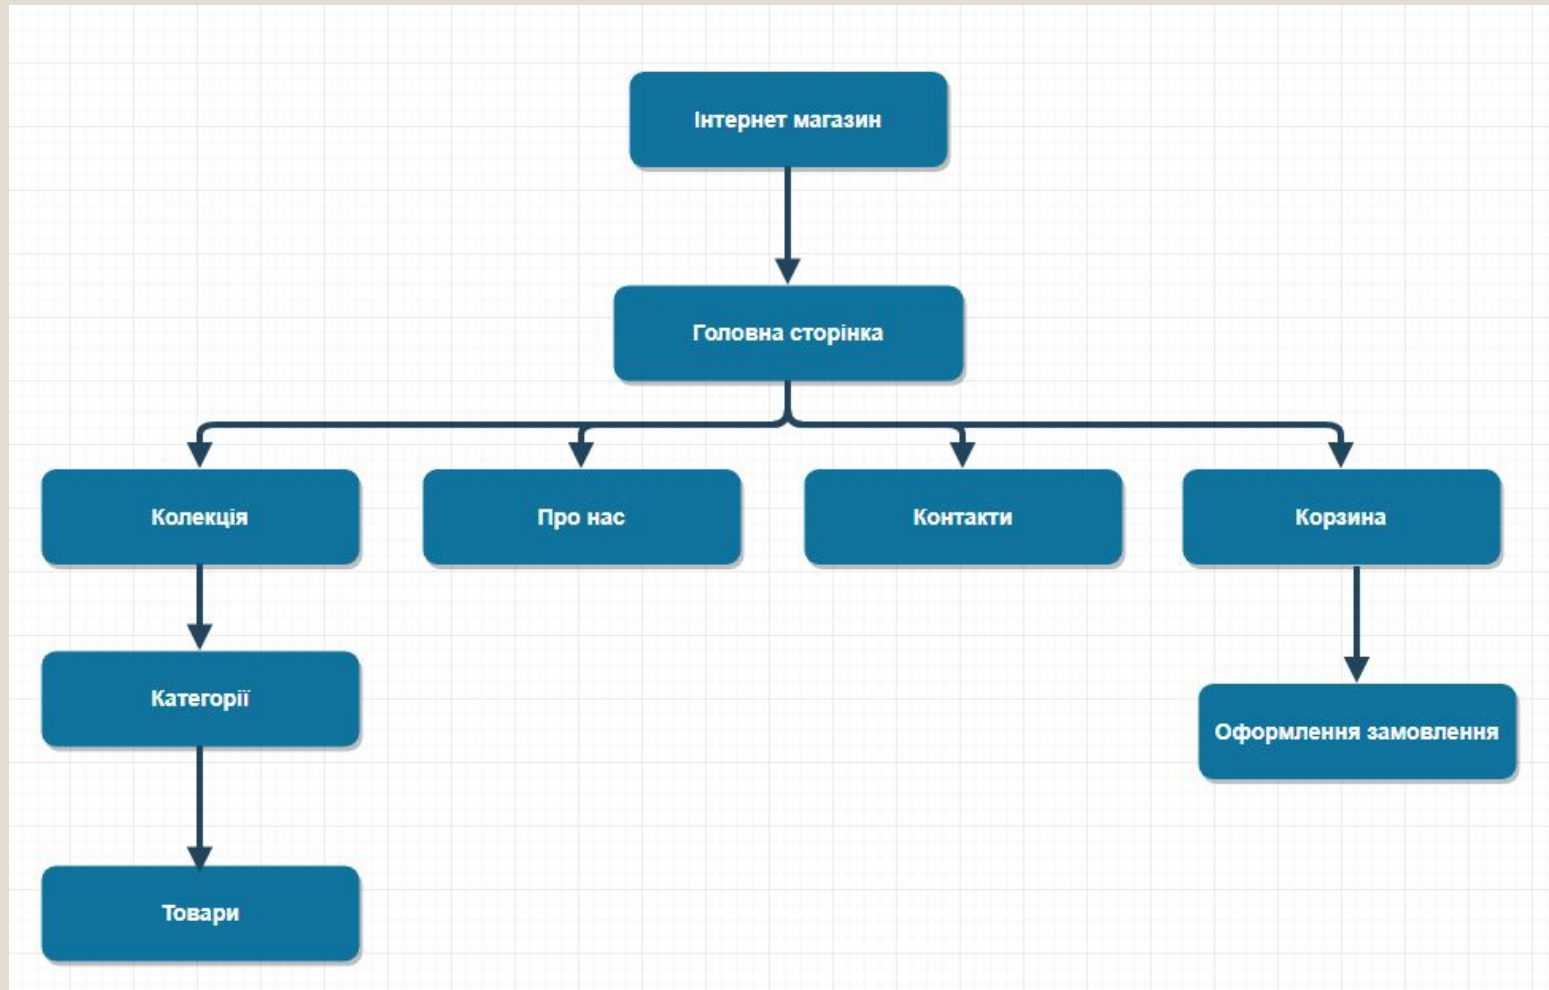 Інтернет магазин
Головна сторінка
Колекція
Про нас
Контакти
Корзина
Категорії
Оформлення замовлення
Товари